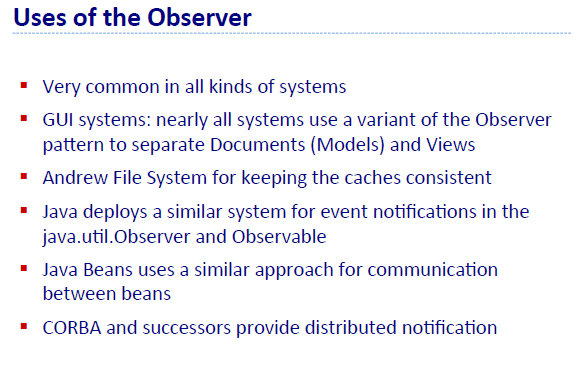 Uses of the Observer
▪ Very common in all kinds of systems
▪ GUI systems: nearly all systems use a variant of the Observer
pattern to separate Documents (Models) and Views
▪ Andrew File System for keeping the caches consistent
▪ Java deploys a similar system for event notifications in the
java.util.Observer and Observable
▪ Java Beans uses a similar approach for communication
between beans
▪ CORBA and successors provide distributed notification